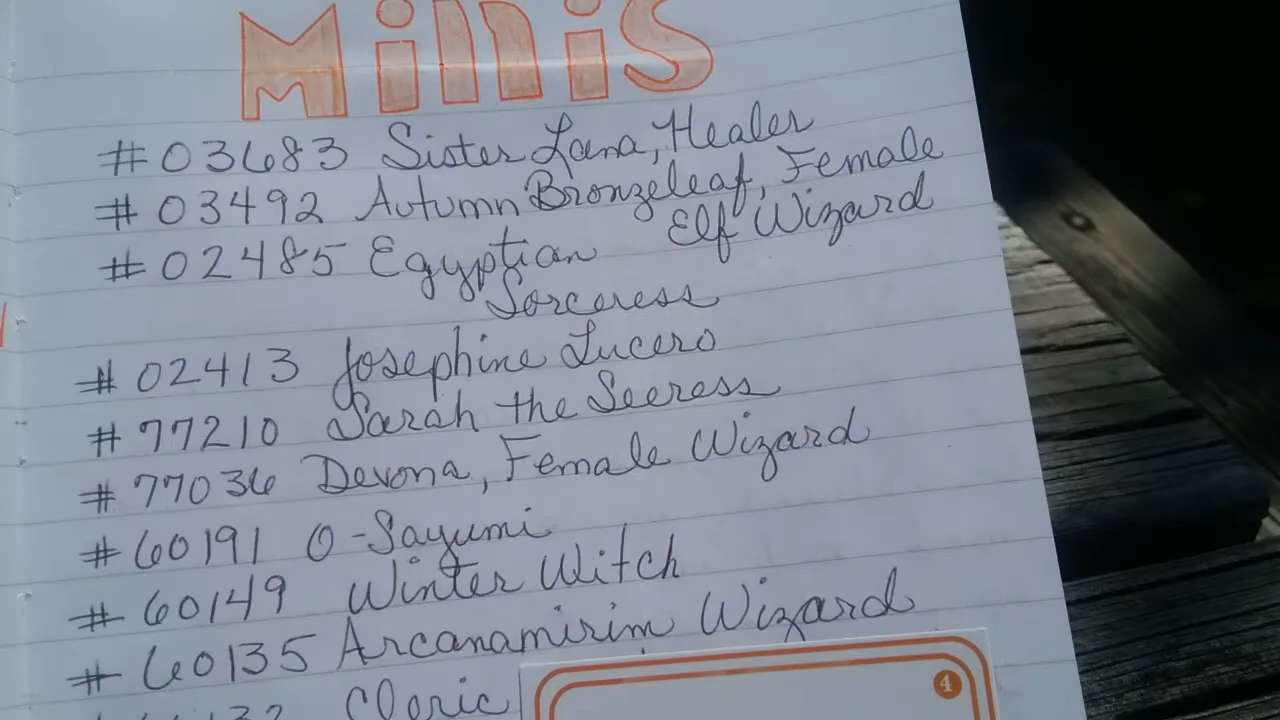 Millis
#03683 Sister Lana, Healer
#03492 Autumn Bronzeleaf, Female
Elf Wizard
#02485 Egyptian
Sorceress
#02413 Josephine Lucero
#77210 Sarah the Seeress
#77036 Devona, Female Wizard
#60191 O-Sayumi
#60149 Winter Witch
#60135 Arcanamirim Wizard
Cleric
4